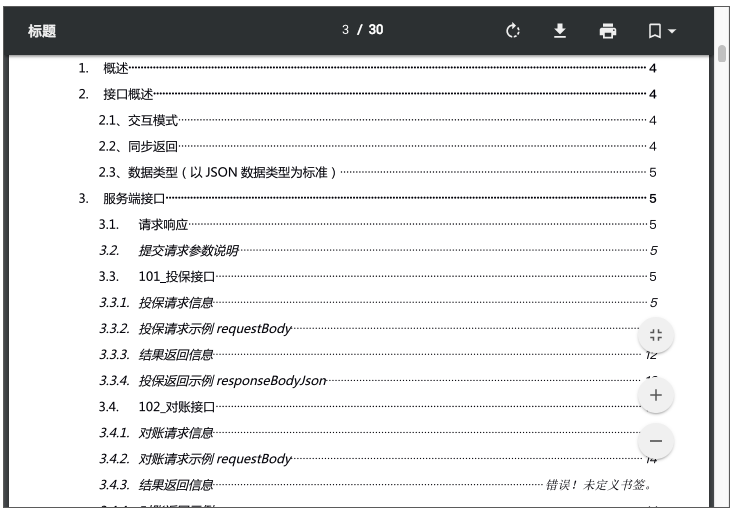 标题 3 / 30
1. 概述 4
2. 接口概述 4
2.1、交互模式 4
2.2、同步返回 4
2.3、数据类型（以 JSON 数据类型为标准） 5
3. 服务端接口 5
3.1. 请求响应 5
3.2. 提交请求参数说明 5
3.3. 101_投保接口 5
3.3.1. 投保请求信息 5
3.3.2. 投保请求示例 requestBody
3.3.3. 结果返回信息 12
3.3.4. 投保返回示例 responseBodyJson
3.4. 102_对账接口
3.4.1. 对账请求信息
3.4.2. 对账请求示例 requestBody 14
3.4.3. 结果返回信息 错误！未定义书签。